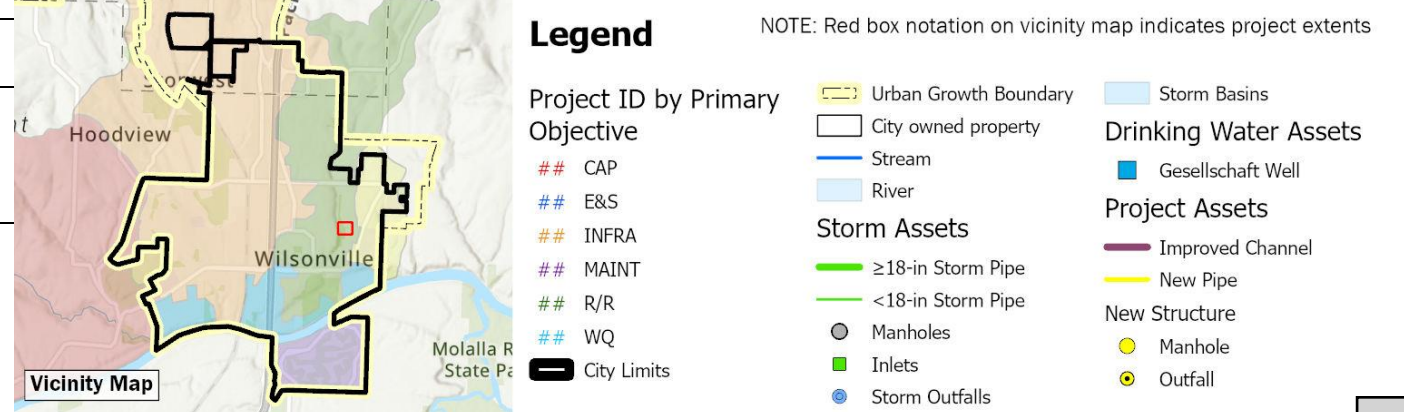 Hoodview
Wilsonville
Molalla R
State Pa
Vicinity Map
Legend
NOTE: Red box notation on vicinity map indicates project extents
Project ID by Primary
Objective
## CAP
## E&S
## INFRA
## MAINT
## R/R
## WQ
City Limits
Urban Growth Boundary
City owned property
Stream
River
Storm Assets
≥18-in Storm Pipe
<18-in Storm Pipe
Manholes
Inlets
Storm Outfalls
Storm Basins
Drinking Water Assets
Gesellschaft Well
Project Assets
Improved Channel
New Pipe
New Structure
Manhole
Outfall